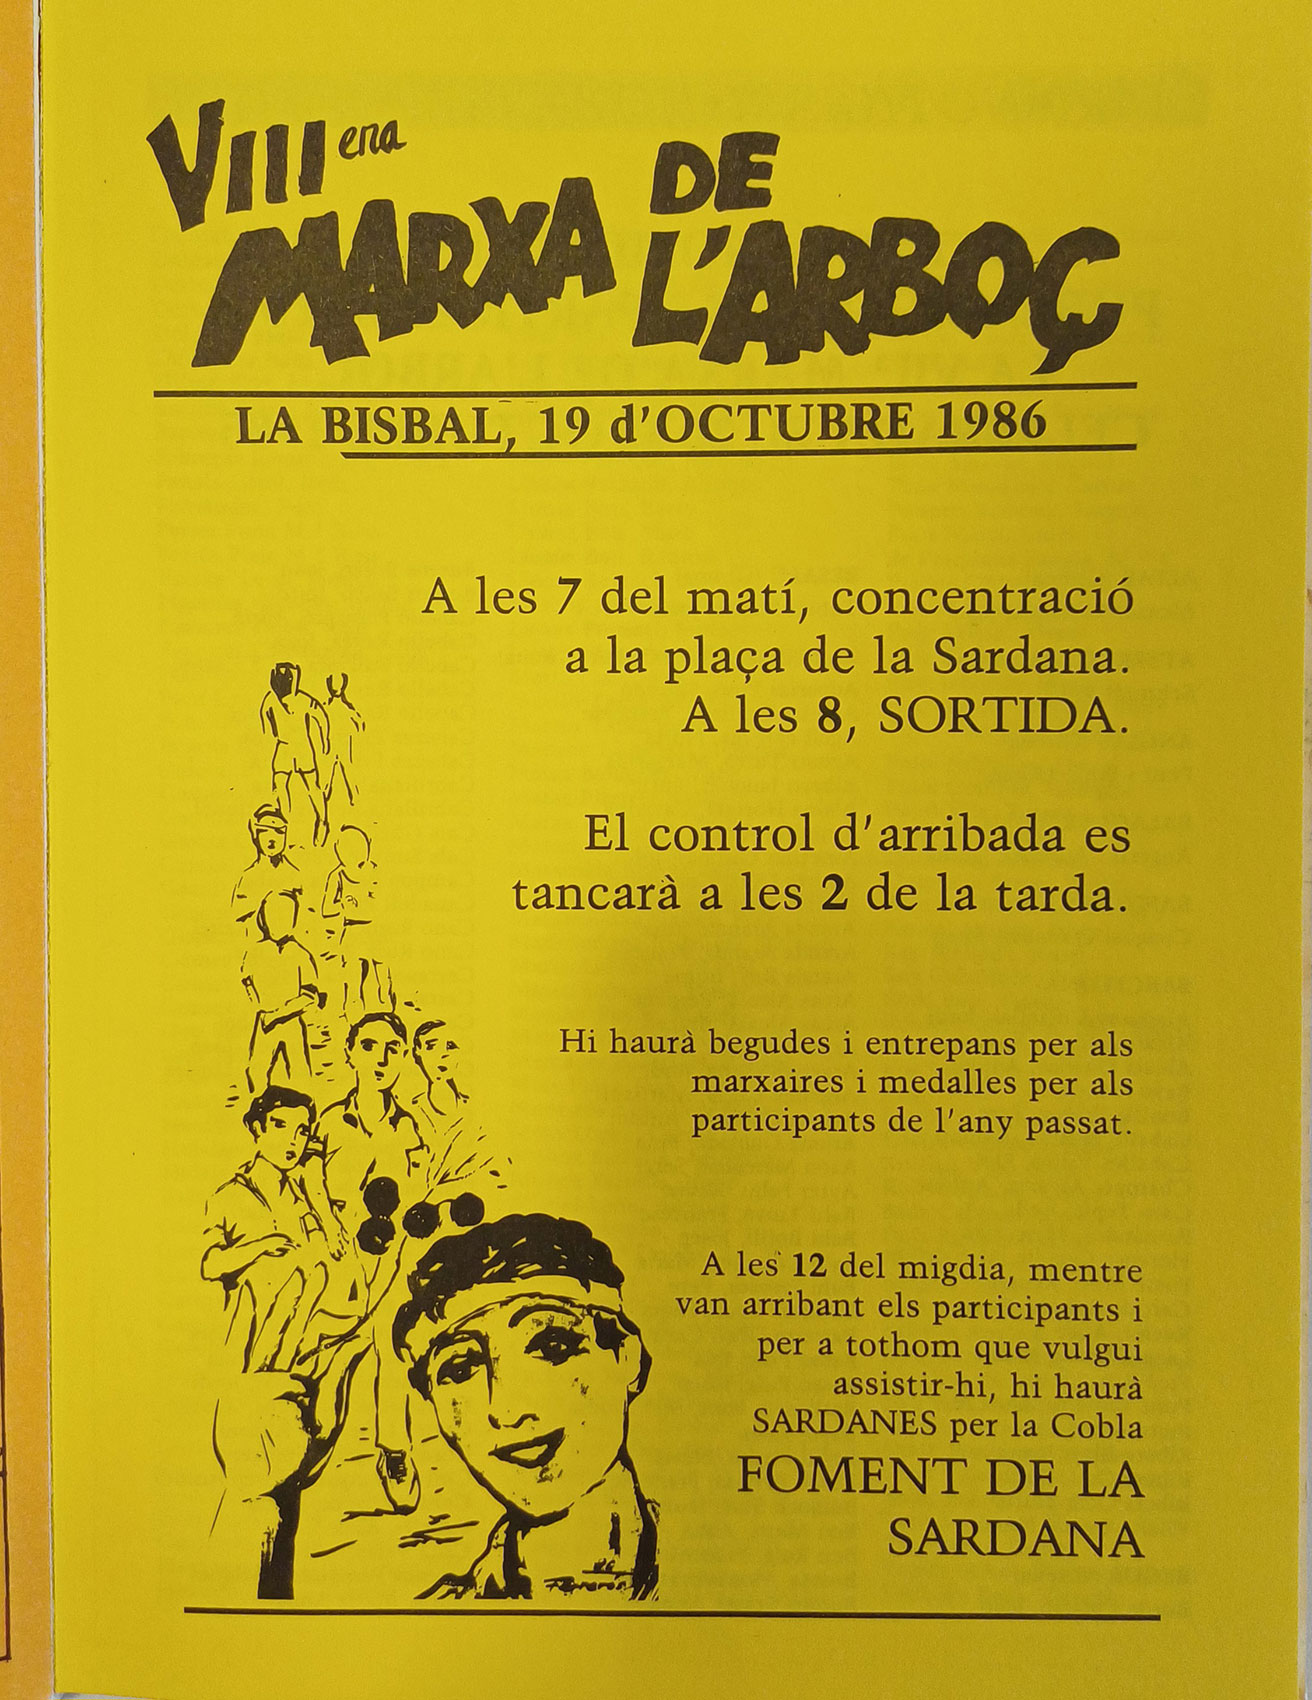 VIIIena
MARXA DE L'ARBOÇ
LA BISBAL, 19 d'OCTUBRE 1986
A les 7 del matí, concentració
a la plaça de la Sardana.
A les 8, SORTIDA.
El control d'arribada es
tancarà a les 2 de la tarda.
Hi haurà begudes i entrepans per als
marxaires i medalles per als
participants de l'any passat.
A les 12 del migdia, mentre
van arribant els participants i
per a tothom que vulgui
assistir-hi, hi haurà
SARDANES per la Cobla
FOMENT DE LA
SARDANA